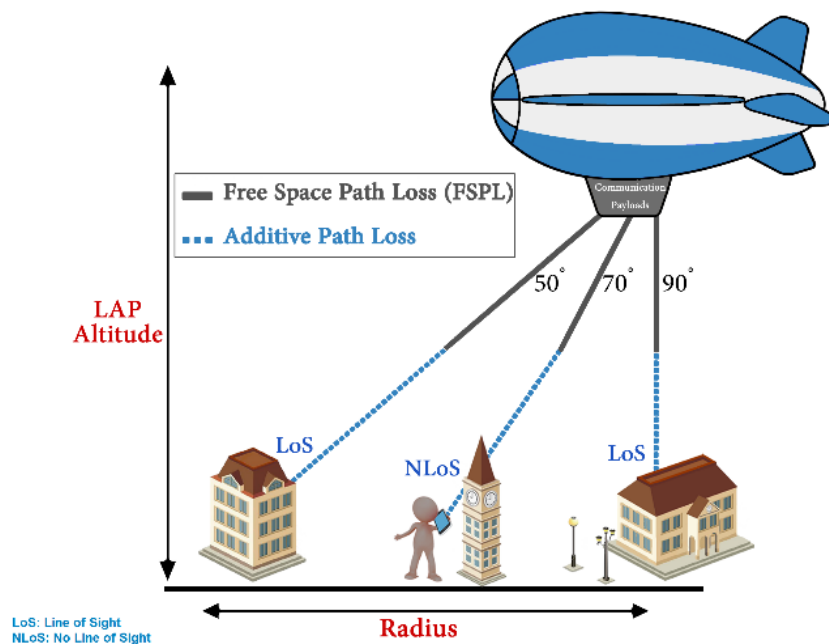 Communication
Payloads
Free Space Path Loss (FSPL)
Additive Path Loss
50°
70°
90°
LAP
Altitude
LoS
NLoS
LoS
Radius
LoS: Line of Sight
NLoS: No Line of Sight